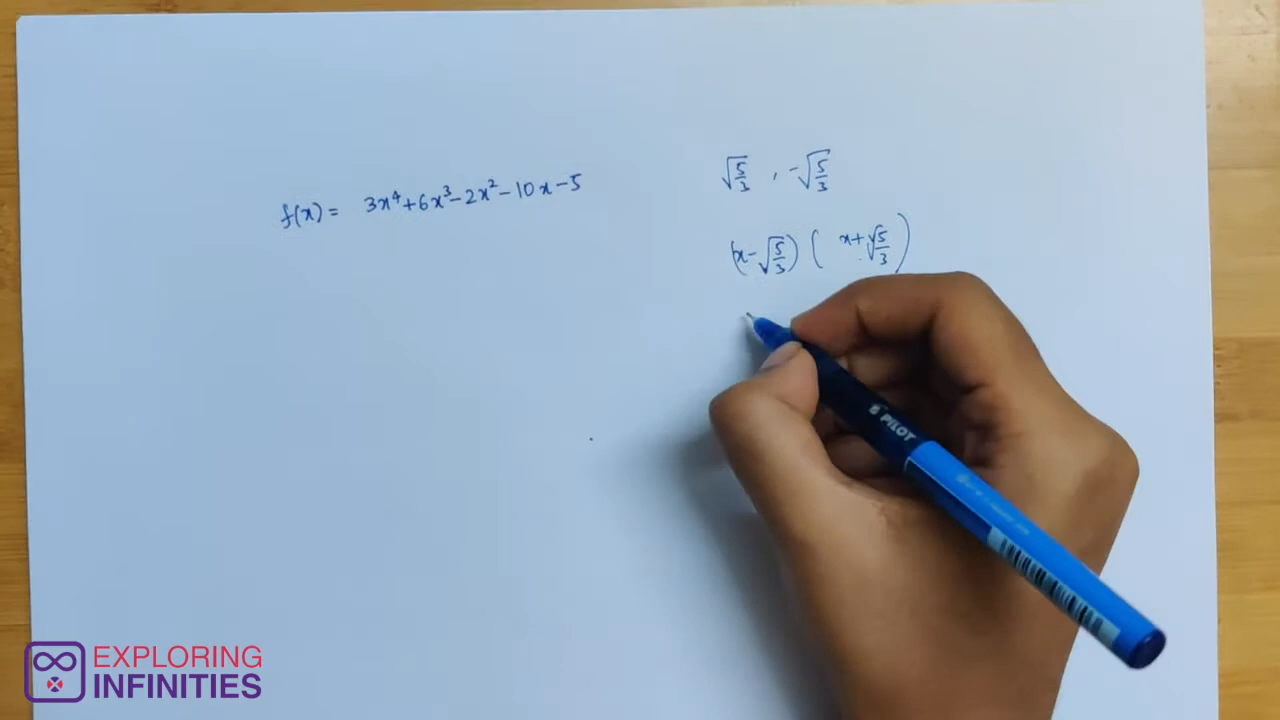 f(x) = 3x⁴+6x³-2x²-10x-5
√5/3 , -√5/3
(x-√5/3) (x+√5/3)
PILOT
EXPLORING
INFINITIES